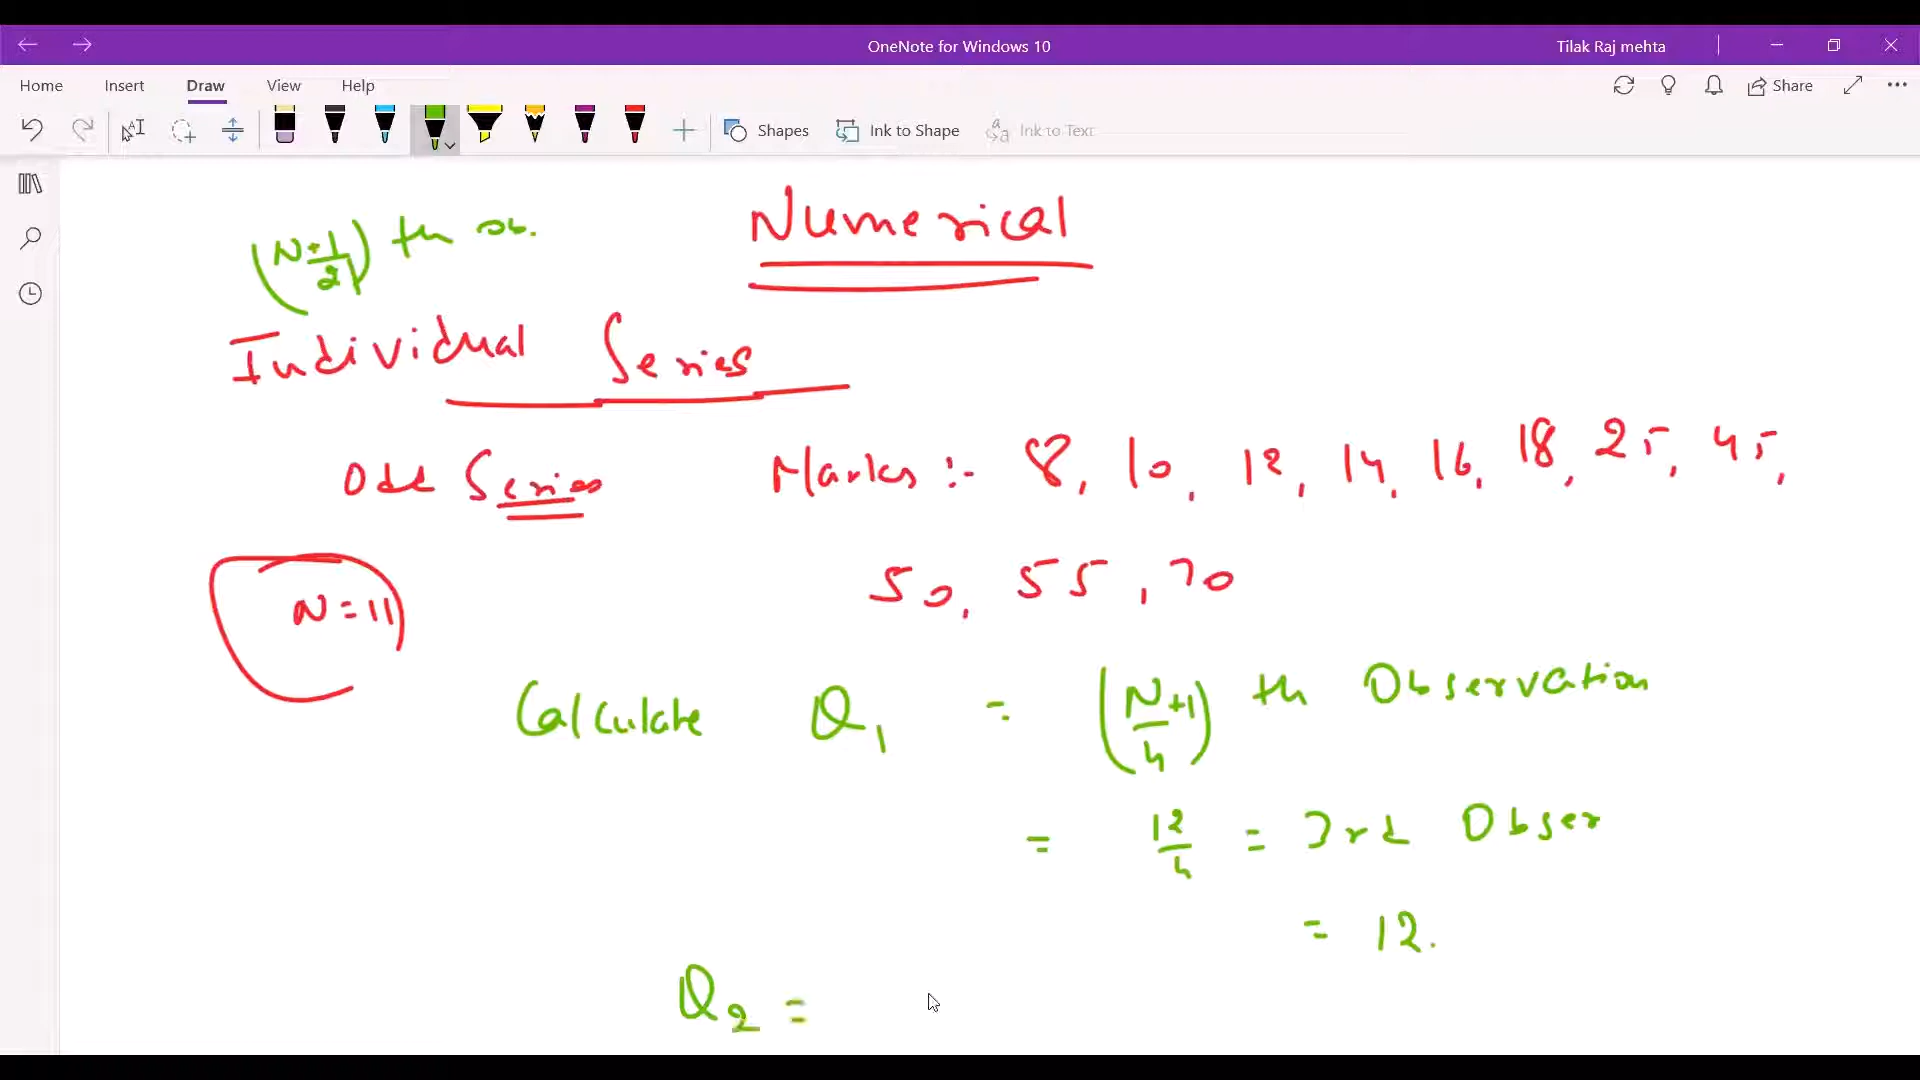 OneNote for Windows 10
Tilak Raj mehta
Home Insert Draw View Help
Share
Shapes Ink to Shape Ink to Text
Numerical
(N+1/2) th ob.
Individual Series
Odd Series Marks :- 8, 10, 12, 14, 16, 18, 25, 45,
50, 55, 70
N = 11
Calculate Q1 = (N+1/4) th Observation
= 12/4 = 3rd Obser
= 12.
Q2 =